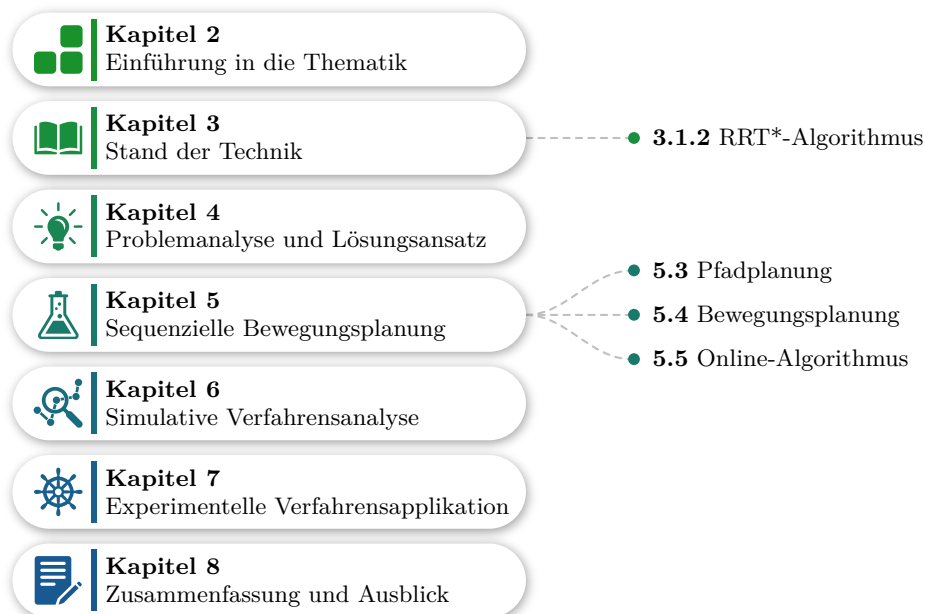 Kapitel 2
Einführung in die Thematik
Kapitel 3
Stand der Technik
3.1.2 RRT*-Algorithmus
Kapitel 4
Problemanalyse und Lösungsansatz
Kapitel 5
Sequenzielle Bewegungsplanung
5.3 Pfadplanung
5.4 Bewegungsplanung
5.5 Online-Algorithmus
Kapitel 6
Simulative Verfahrensanalyse
Kapitel 7
Experimentelle Verfahrensapplikation
Kapitel 8
Zusammenfassung und Ausblick